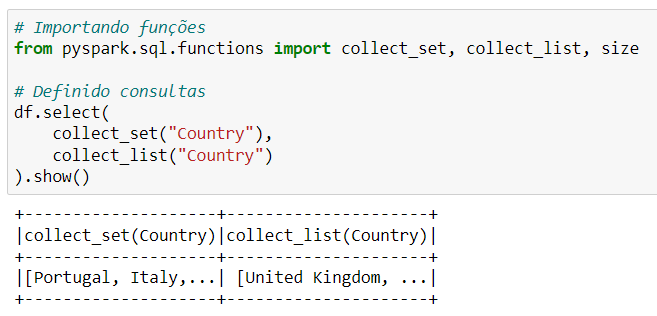 # Importando funções
from pyspark.sql.functions import collect_set, collect_list, size
# Definido consultas
df.select(
    collect_set("Country"),
    collect_list("Country")
).show()
+--------------------+---------------------+
|collect_set(Country)|collect_list(Country)|
+--------------------+---------------------+
|[Portugal, Italy,...| [United Kingdom, ...|
+--------------------+---------------------+